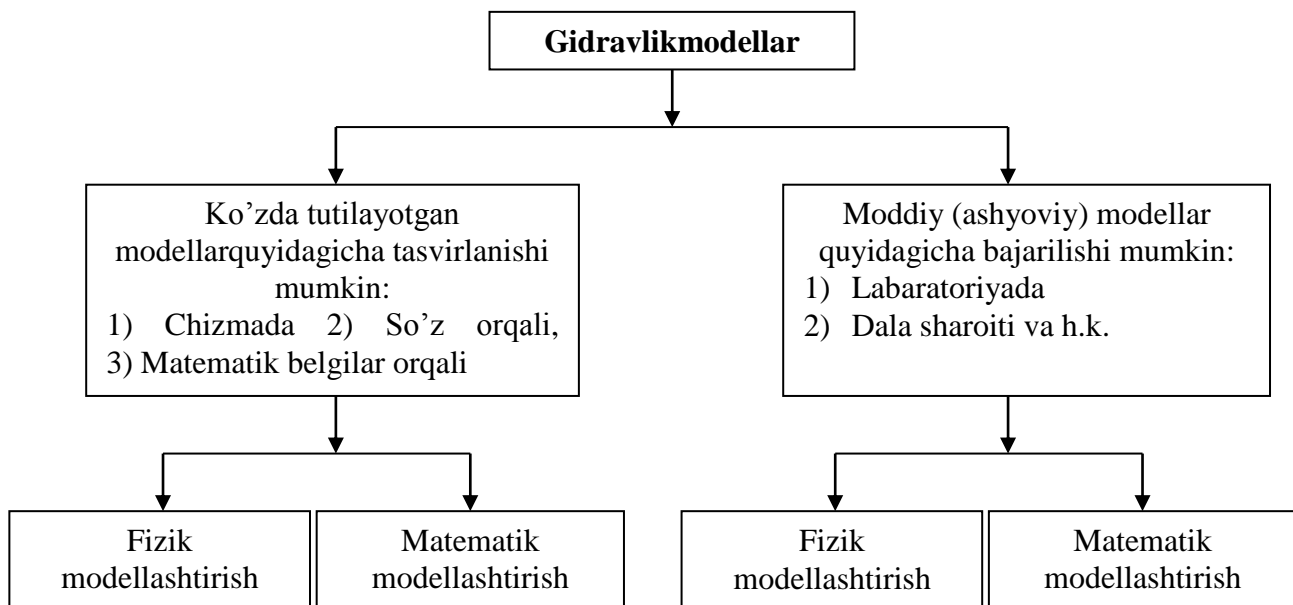 Gidravlikmodellar
Ko’zda tutilayotgan
modellarquyidagicha tasvirlanishi
mumkin:
1) Chizmada 2) So’z orqali,
3) Matematik belgilar orqali
Moddiy (ashyoviy) modellar
quyidagicha bajarilishi mumkin:
1) Labaratoriyada
2) Dala sharoiti va h.k.
Fizik
modellashtirish
Matematik
modellashtirish
Fizik
modellashtirish
Matematik
modellashtirish